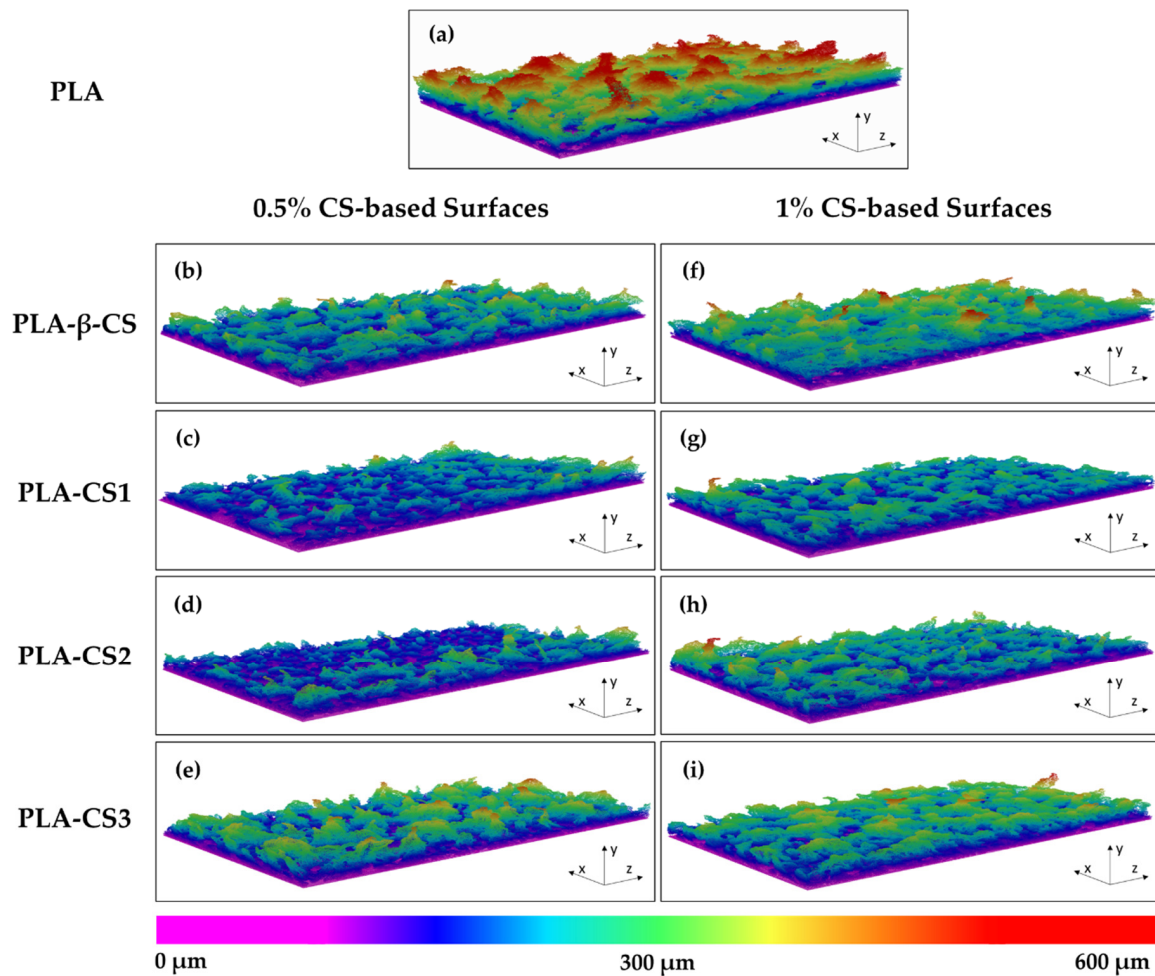 PLA
(a)
y
x
z
0.5% CS-based Surfaces
1% CS-based Surfaces
PLA-β-CS
(b)
y
x
z
(f)
y
x
z
PLA-CS1
(c)
y
x
z
(g)
y
x
z
PLA-CS2
(d)
y
x
z
(h)
y
x
z
PLA-CS3
(e)
y
x
z
(i)
y
x
z
0 μm
300 μm
600 μm